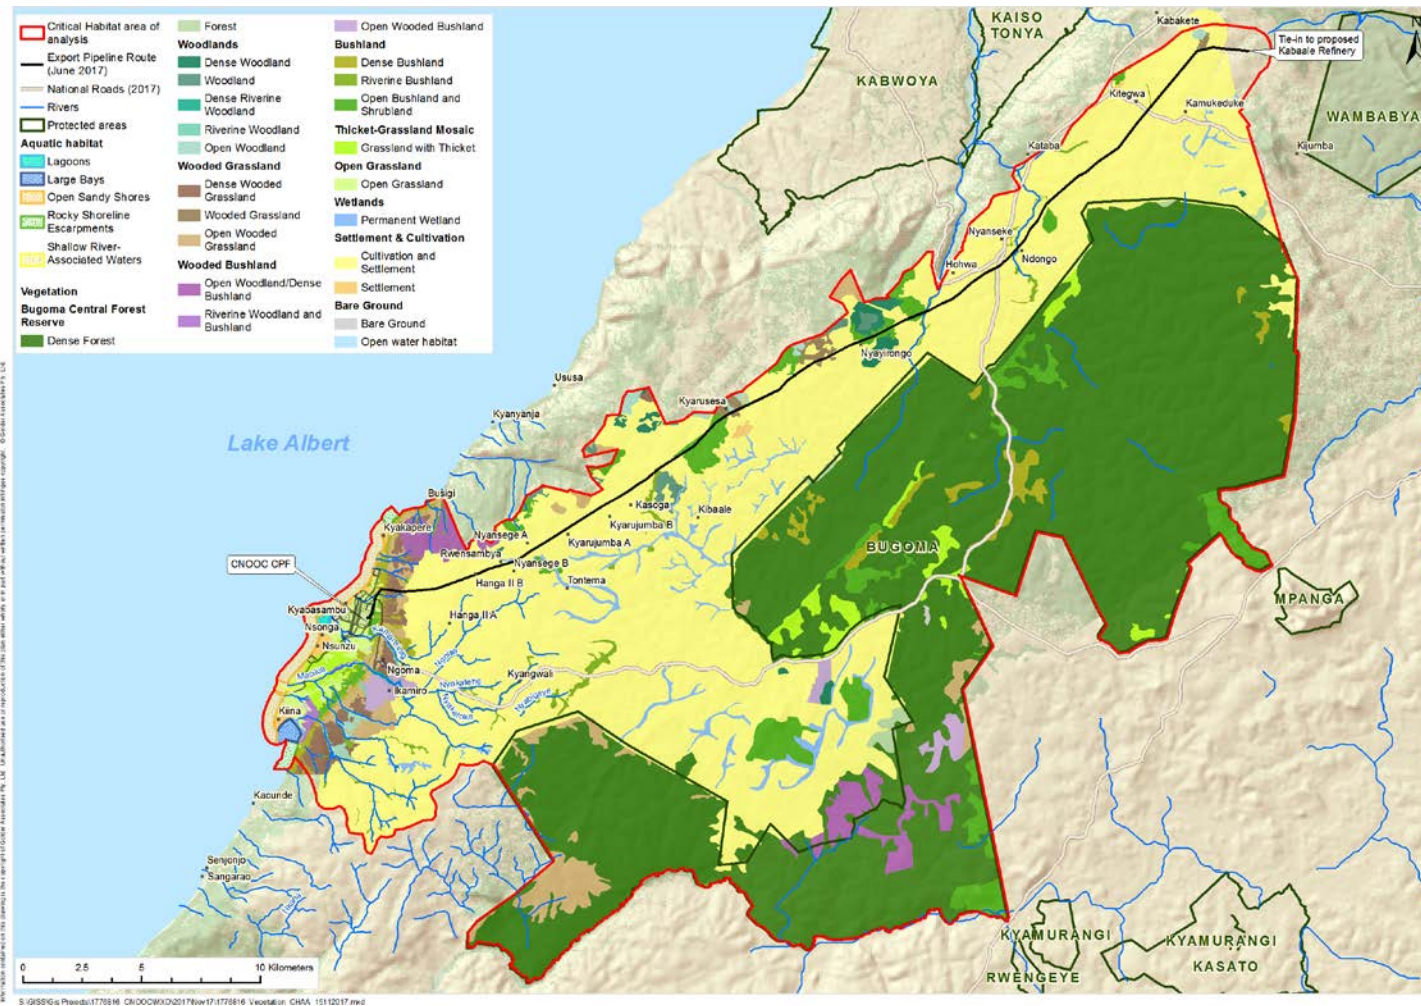 Critical Habitat area of
analysis
Export Pipeline Route
(June 2017)
National Roads (2017)
Rivers
Protected areas
Aquatic habitat
Lagoons
Large Bays
Open Sandy Shores
Rocky Shoreline
Escarpments
Shallow River-
Associated Waters
Vegetation
Bugoma Central Forest
Reserve
Dense Forest
Forest
Woodlands
Dense Woodland
Woodland
Dense Riverine
Woodland
Riverine Woodland
Open Woodland
Wooded Grassland
Dense Wooded
Grassland
Wooded Grassland
Open Wooded
Grassland
Wooded Bushland
Open Woodland/Dense
Bushland
Riverine Woodland and
Bushland
Open Wooded Bushland
Bushland
Dense Bushland
Riverine Bushland
Open Bushland and
Shrubland
Thicket-Grassland Mosaic
Grassland with Thicket
Open Grassland
Open Grassland
Wetlands
Permanent Wetland
Settlement & Cultivation
Cultivation and
Settlement
Settlement
Bare Ground
Bare Ground
Open water habitat
KAISO
TONYA
Kabakete
N
Tie-in to proposed
Kabaale Refinery
KABWOYA
Kitegwa
Kamukeduke
WAMBABYA
Kataba
Kijumba
Nyanseke
Ndongo
Hohwa
Nyayirongo
Ususa
Kyarusesa
Kyanyanja
Lake Albert
Busigi
Kasoga
Kibaale
Kyakapere
Kyarujumba B
Nyansege A
Kyarujumba A
BUGOMA
Rwensambya
Nyansege B
CNOOC CPF
Hanga II B
Tontema
MPANGA
Kyabasambu
Hanga II A
Nsonga
Nsunzu
Ngoma
Kyangwali
Ikamiro
Kiina
Kacunde
Senjonjo
Sangarao
KYAMURANGI
KYAMURANGI
KASATO
RWENGEYE
0 2.5 5 10 Kilometers